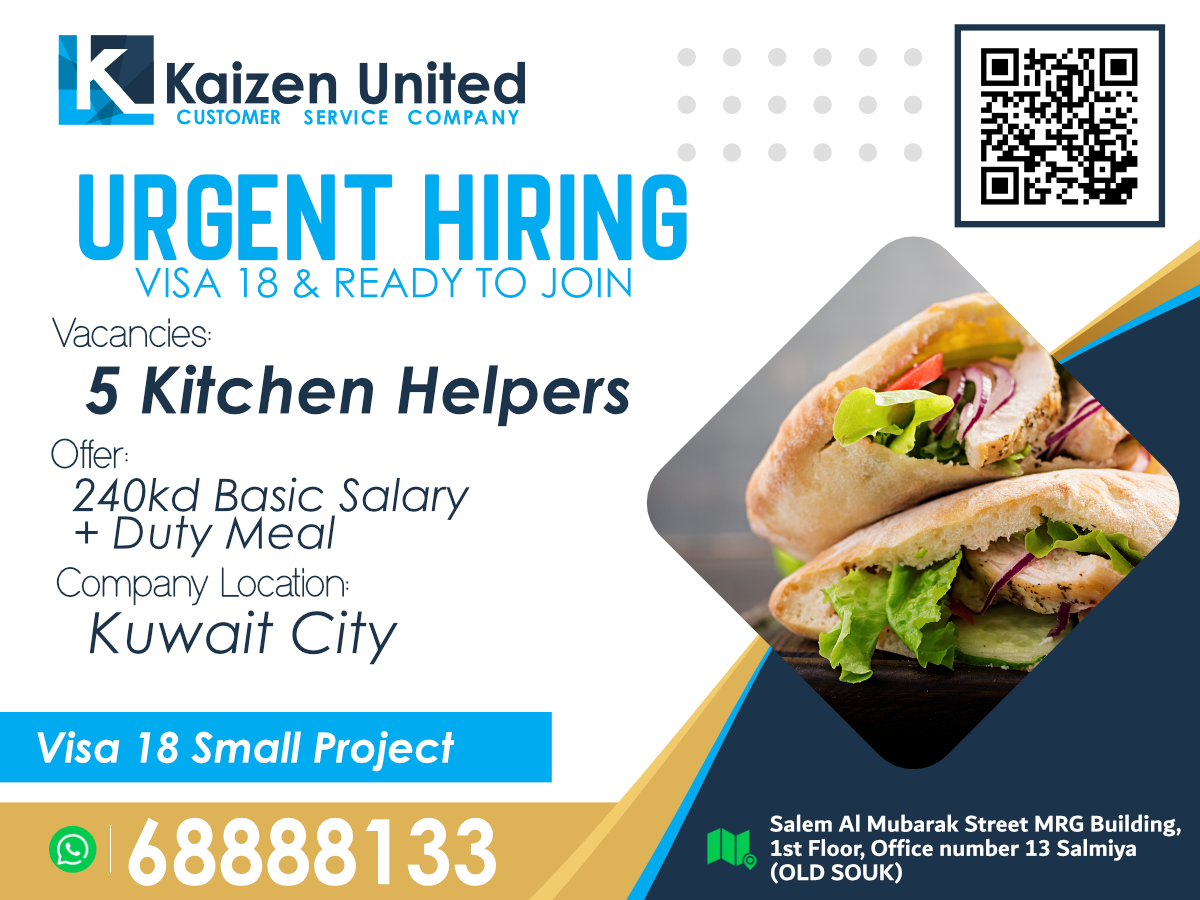 K
Kaizen United
CUSTOMER SERVICE COMPANY
URGENT HIRING
VISA 18 & READY TO JOIN
Vacancies:
5 Kitchen Helpers
Offer:
240kd Basic Salary
+ Duty Meal
Company Location:
Kuwait City
Visa 18 Small Project
68888133
Salem Al Mubarak Street MRG Building,
1st Floor, Office number 13 Salmiya
(OLD SOUK)